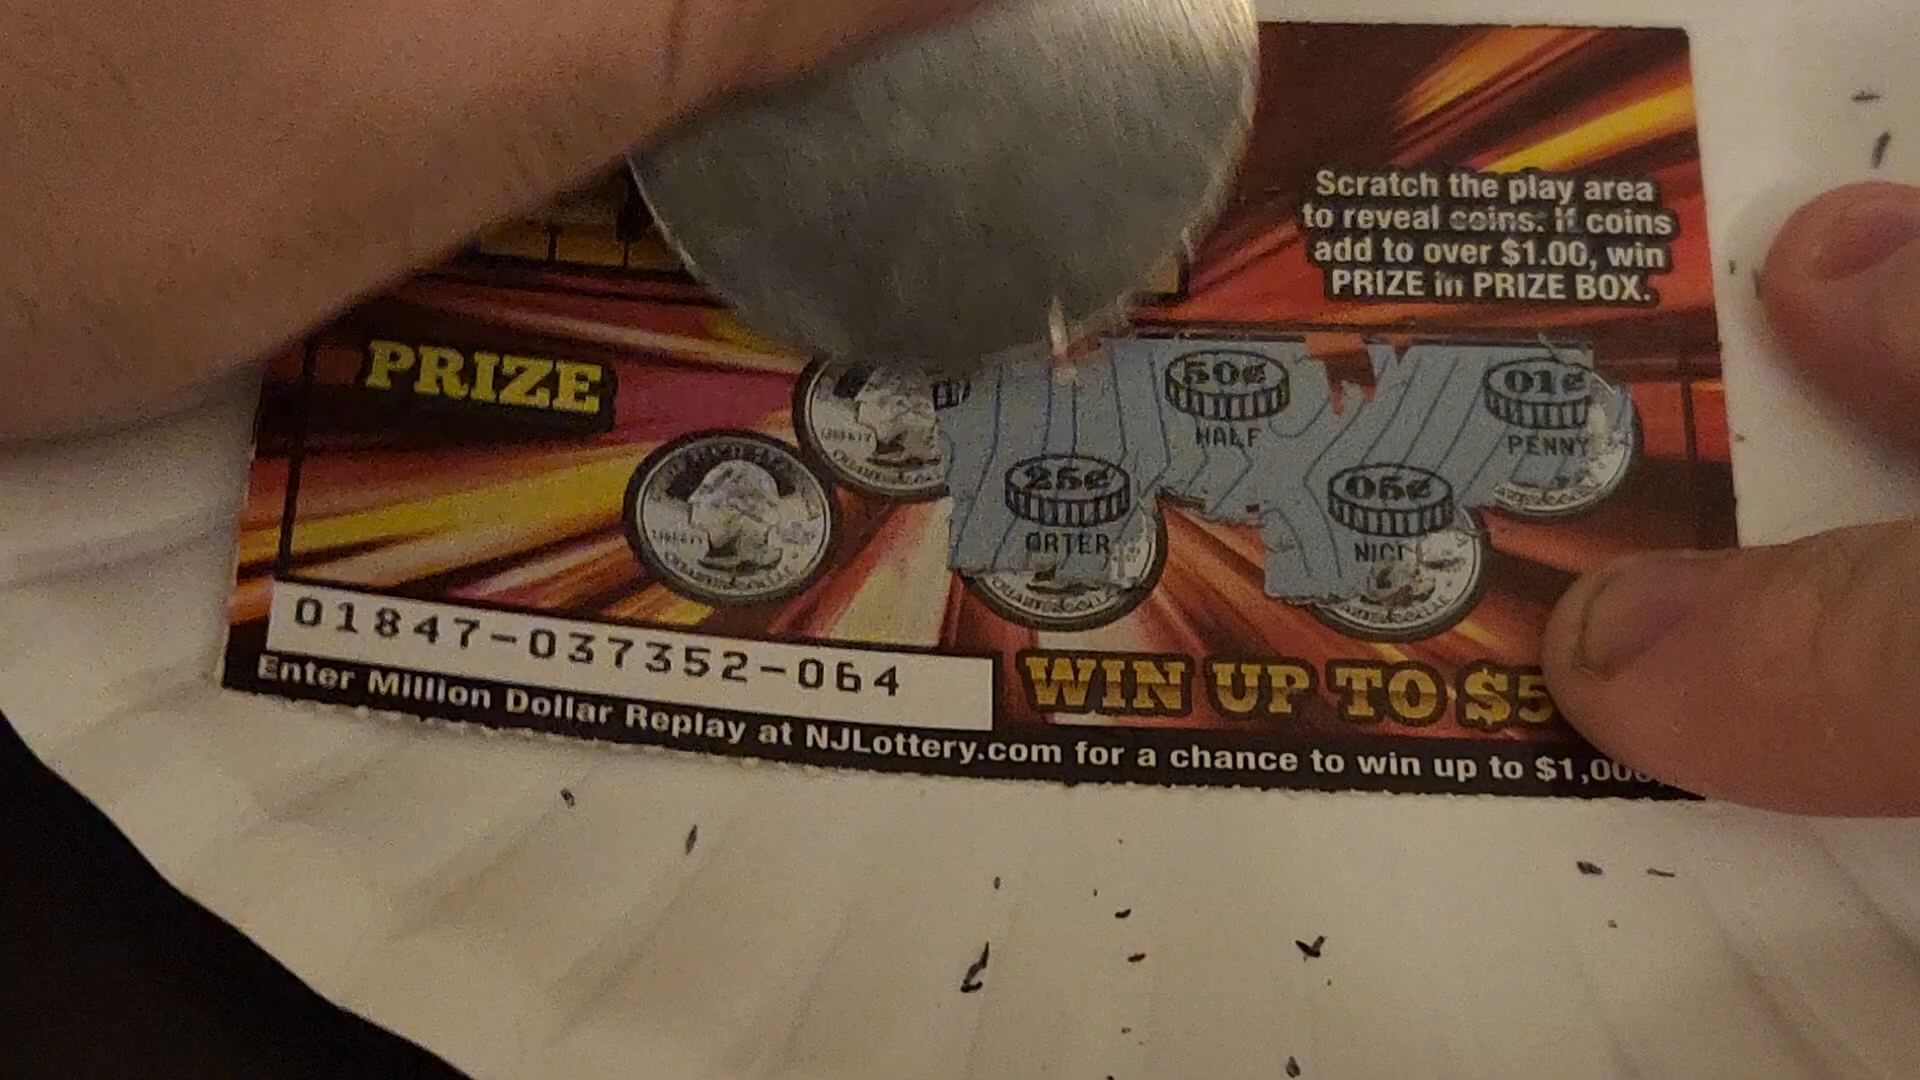 Scratch the play area
to reveal coins. If coins
add to over $1.00, win
PRIZE in PRIZE BOX.
PRIZE
50¢
HALF
01¢
PENNY
25¢
QRTER
05¢
01847-037352-064
WIN UP TO $5
Enter Million Dollar Replay at NJLottery.com for a chance to win up to $1,00